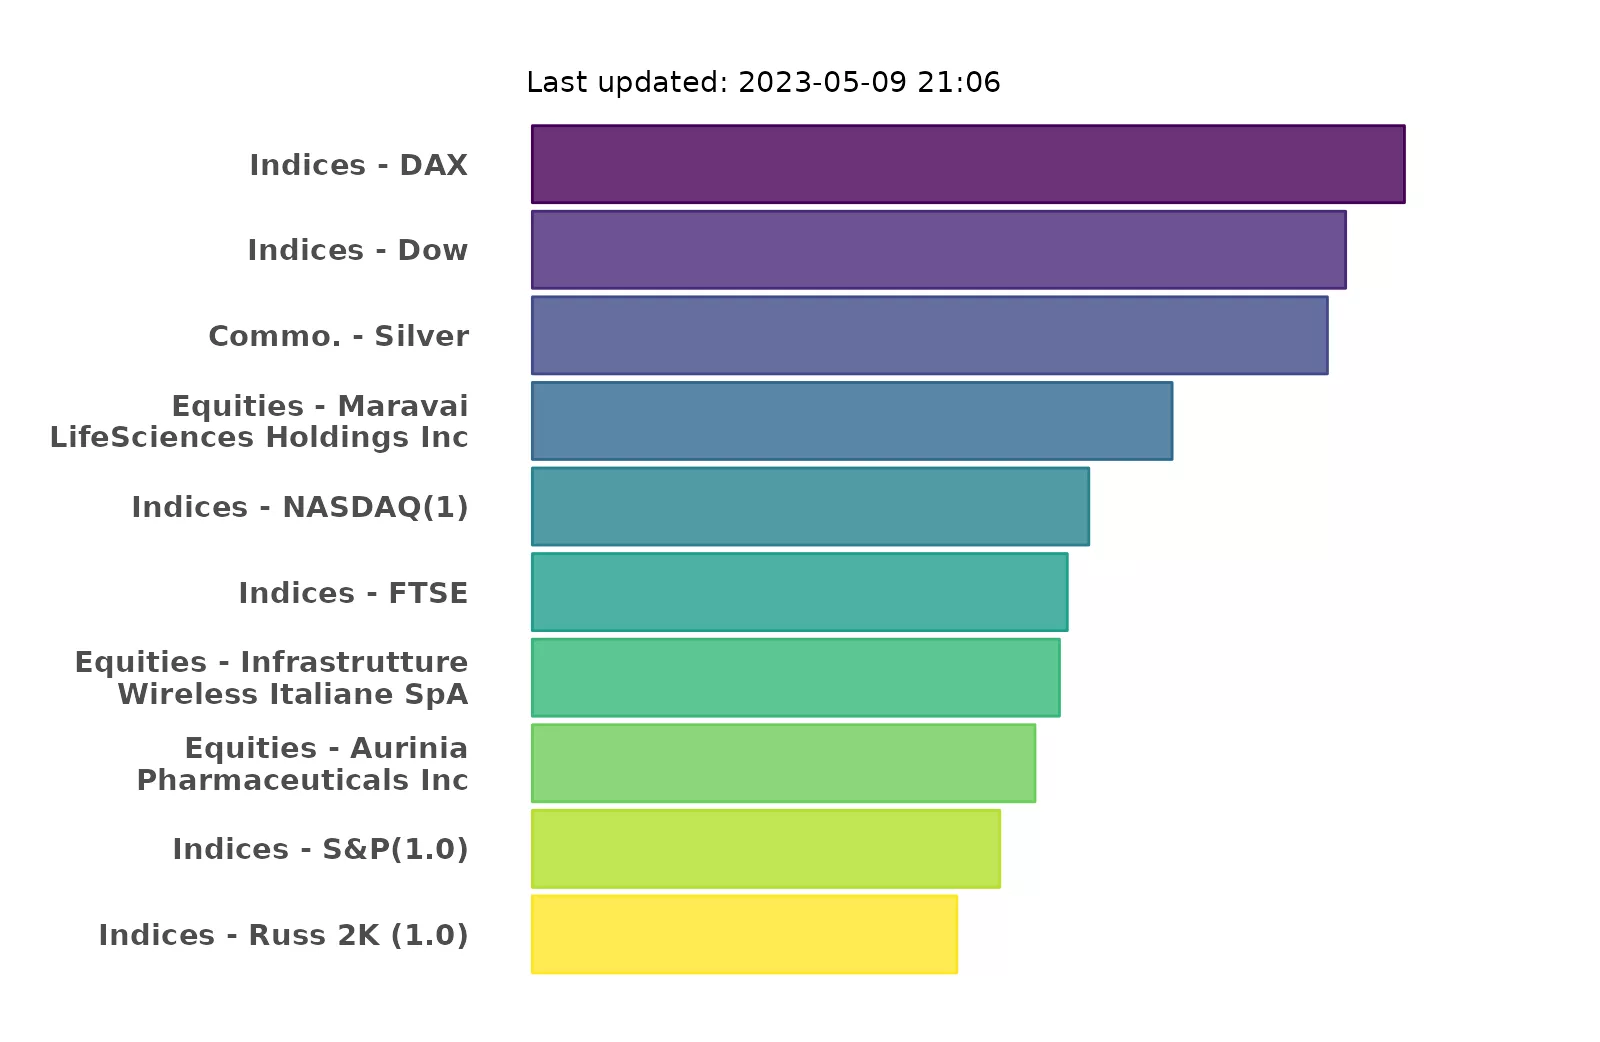 Last updated: 2023-05-09 21:06
Indices - DAX
Indices - Dow
Commo. - Silver
Equities - Maravai
LifeSciences Holdings Inc
Indices - NASDAQ(1)
Indices - FTSE
Equities - Infrastrutture
Wireless Italiane SpA
Equities - Aurinia
Pharmaceuticals Inc
Indices - S&P(1.0)
Indices - Russ 2K (1.0)